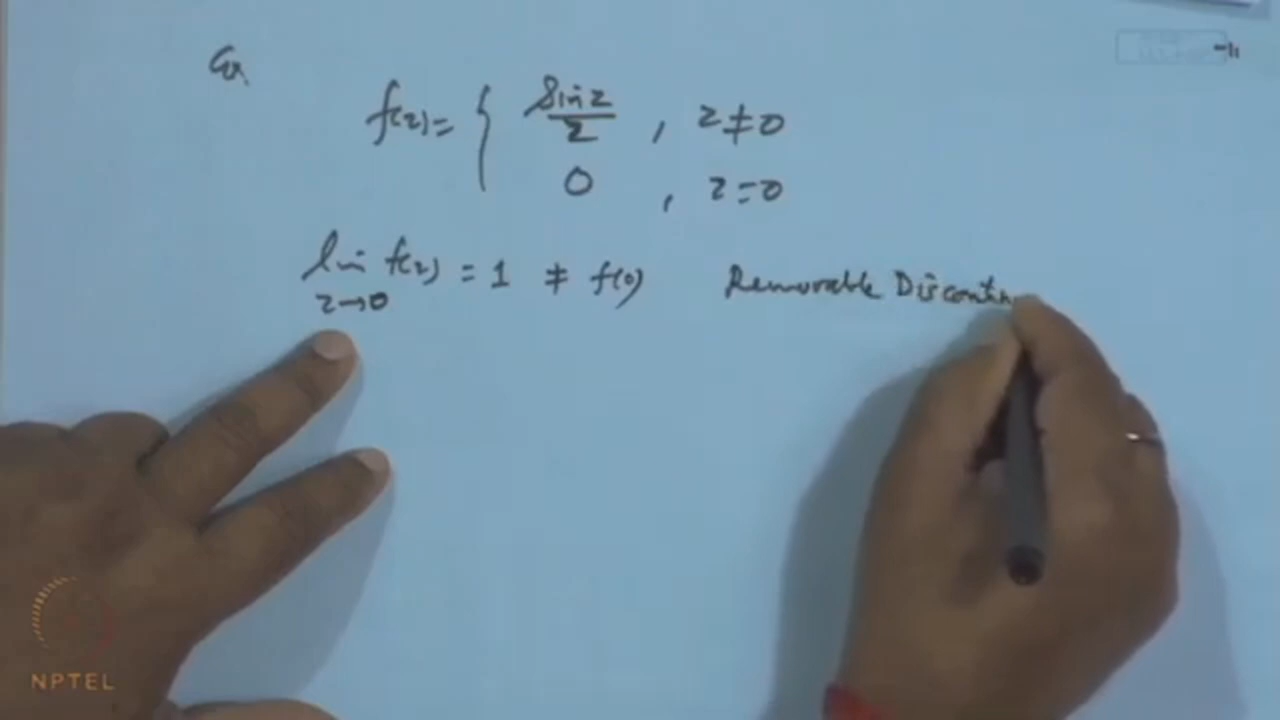 Ex.
f(z) = { sin z / z , z ≠ 0
0 , z = 0
lim f(z) = 1 ≠ f(0) Removable Discontin
z→0
NPTEL